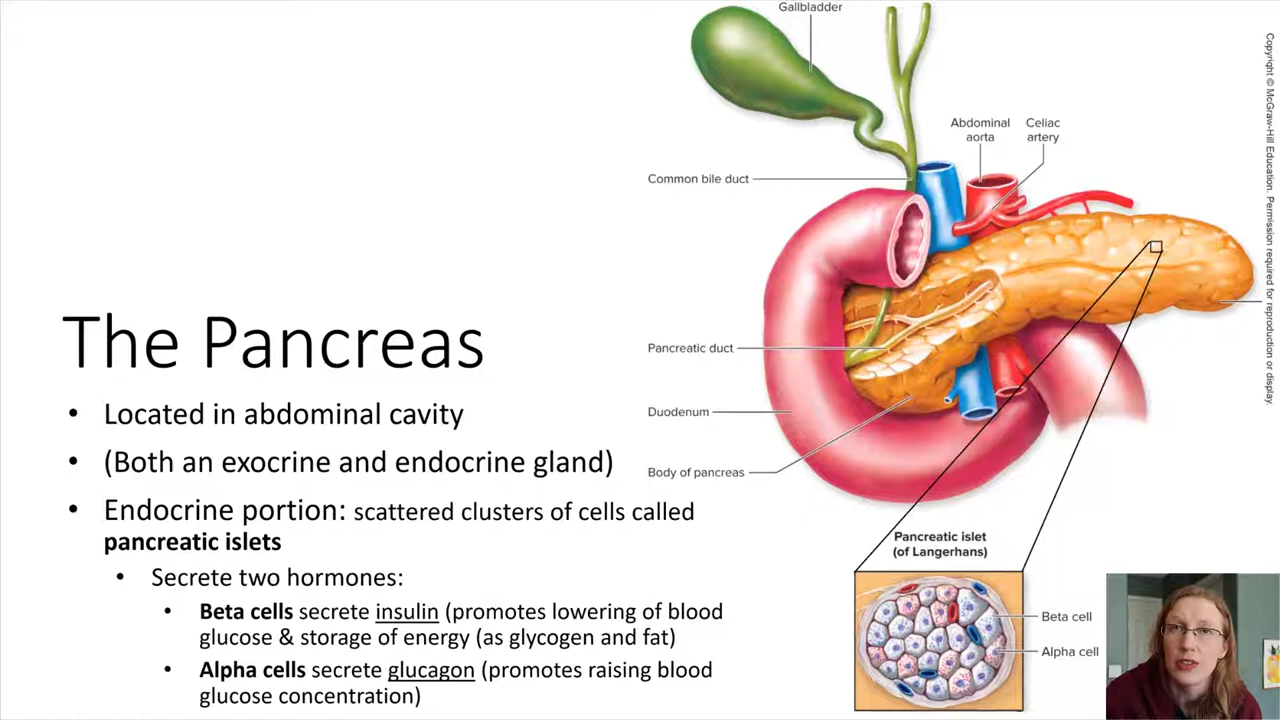 The Pancreas
• Located in abdominal cavity
• (Both an exocrine and endocrine gland)
• Endocrine portion: scattered clusters of cells called
pancreatic islets
• Secrete two hormones:
• Beta cells secrete insulin (promotes lowering of blood
glucose & storage of energy (as glycogen and fat)
• Alpha cells secrete glucagon (promotes raising blood
glucose concentration)
Gallbladder
Abdominal
aorta
Celiac
artery
Common bile duct
Pancreatic duct
Duodenum
Body of pancreas
Pancreatic islet
(of Langerhans)
Beta cell
Alpha cell
Copyright © McGraw-Hill Education. Permission required for reproduction or display.